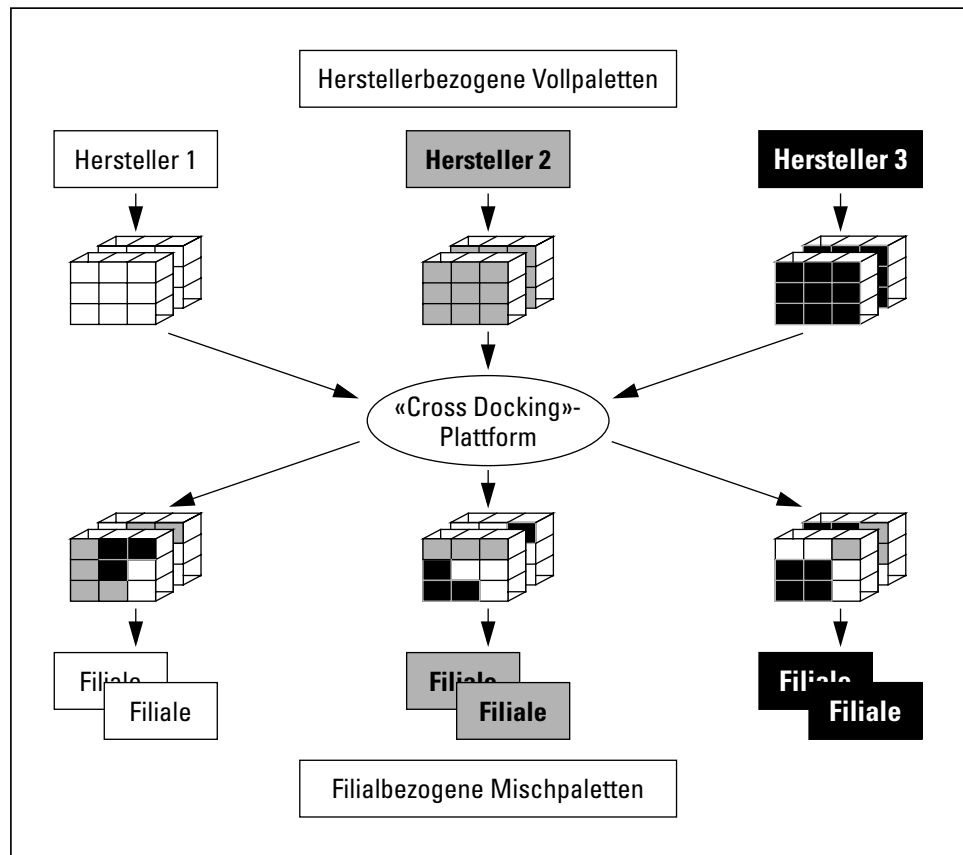 Herstellerbezogene Vollpaletten
Hersteller 1
Hersteller 2
Hersteller 3
«Cross Docking»-
Plattform
Filiale
Filiale
Filiale
Filiale
Filiale
Filiale
Filialbezogene Mischpaletten